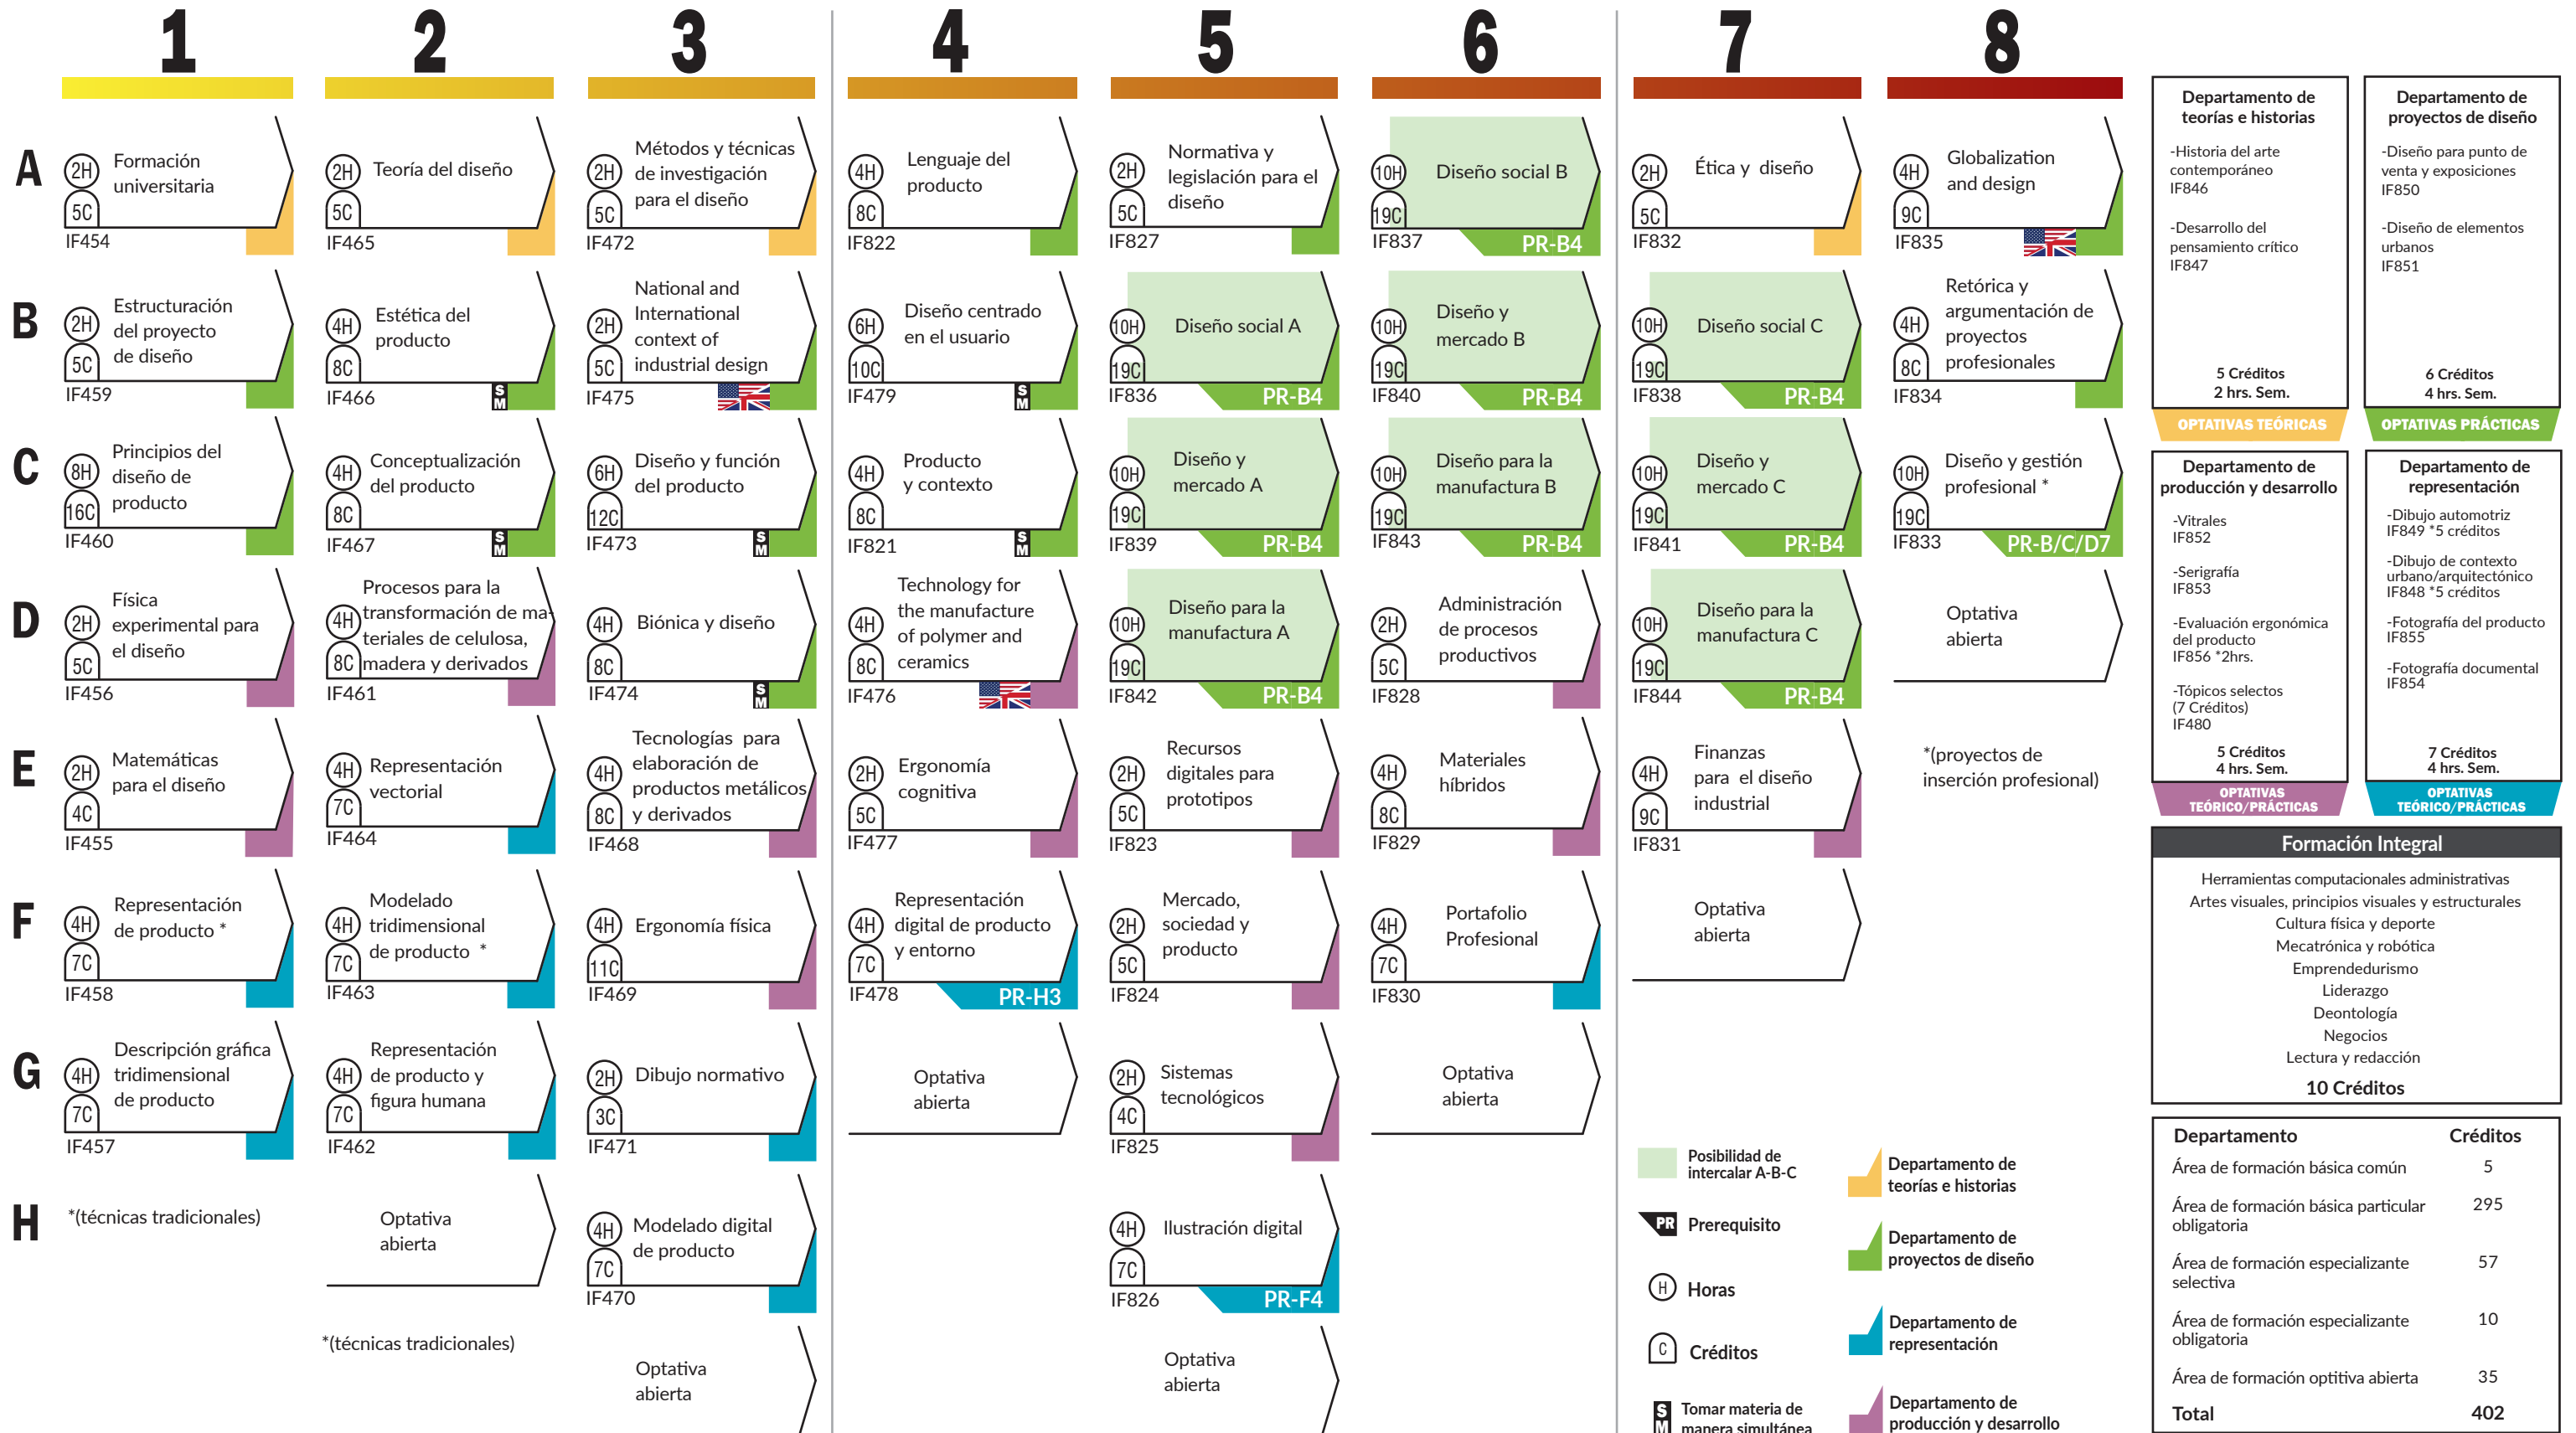 1
2
3
4
5
6
7
8
A
2H
5C
Formación
universitaria
IF454
2H
5C
Teoría del diseño
IF465
2H
5C
Métodos y técnicas
de investigación
para el diseño
IF472
4H
8C
Lenguaje del
producto
IF822
2H
5C
Normativa y
legislación para el
diseño
IF827
10H
19C
Diseño social B
IF837
PR-B4
2H
5C
Ética y diseño
IF832
4H
9C
Globalization
and design
IF835
B
2H
5C
Estructuración
del proyecto
de diseño
IF459
4H
8C
Estética del
producto
IF466
SM
2H
5C
National and
International
context of
industrial design
IF475
6H
10C
Diseño centrado
en el usuario
IF479
SM
10H
19C
Diseño social A
IF836
PR-B4
10H
19C
Diseño y
mercado B
IF840
PR-B4
10H
19C
Diseño social C
IF838
PR-B4
4H
8C
Retórica y
argumentación de
proyectos
profesionales
IF834
C
8H
16C
Principios del
diseño de
producto
IF460
4H
8C
Conceptualización
del producto
IF467
SM
6H
12C
Diseño y función
del producto
IF473
SM
4H
8C
Producto
y contexto
IF821
SM
10H
19C
Diseño y
mercado A
IF839
PR-B4
10H
19C
Diseño para la
manufactura B
IF843
PR-B4
10H
19C
Diseño y
mercado C
IF841
PR-B4
10H
19C
Diseño y gestión
profesional *
IF833
PR-B/C/D7
D
2H
5C
Física
experimental para
el diseño
IF456
4H
8C
Procesos para la
transformación de ma-
teriales de celulosa,
madera y derivados
IF461
4H
8C
Biónica y diseño
IF474
SM
4H
8C
Technology for
the manufacture
of polymer and
ceramics
IF476
10H
19C
Diseño para la
manufactura A
IF842
PR-B4
2H
5C
Administración
de procesos
productivos
IF828
10H
19C
Diseño para la
manufactura C
IF844
PR-B4
Optativa
abierta
E
2H
4C
Matemáticas
para el diseño
IF455
4H
7C
Representación
vectorial
IF464
4H
8C
Tecnologías para
elaboración de
productos metálicos
y derivados
IF468
2H
5C
Ergonomía
cognitiva
IF477
2H
5C
Recursos
digitales para
prototipos
IF823
4H
8C
Materiales
híbridos
IF829
4H
9C
Finanzas
para el diseño
industrial
IF831
*(proyectos de
inserción profesional)
F
4H
7C
Representación
de producto *
IF458
4H
7C
Modelado
tridimensional
de producto *
IF463
4H
11C
Ergonomía física
IF469
4H
7C
Representación
digital de producto
y entorno
IF478
PR-H3
2H
5C
Mercado,
sociedad y
producto
IF824
4H
7C
Portafolio
Profesional
IF830
Optativa
abierta
G
4H
7C
Descripción gráfica
tridimensional
de producto
IF457
4H
7C
Representación
de producto y
figura humana
IF462
2H
3C
Dibujo normativo
IF471
Optativa
abierta
2H
4C
Sistemas
tecnológicos
IF825
Optativa
abierta
H
*(técnicas tradicionales)
Optativa
abierta
*(técnicas tradicionales)
4H
7C
Modelado digital
de producto
IF470
Optativa
abierta
4H
7C
Ilustración digital
IF826
PR-F4
Optativa
abierta
Posibilidad de
intercalar A-B-C
PR
Prerequisito
H
Horas
C
Créditos
SM
Tomar materia de
manera simultánea
Departamento de
teorías e historias
Departamento de
proyectos de diseño
Departamento de
representación
Departamento de
producción y desarrollo
Departamento de
teorías e historias
-Historia del arte
contemporáneo
IF846
-Desarrollo del
pensamiento crítico
IF847
5 Créditos
2 hrs. Sem.
OPTATIVAS TEÓRICAS
Departamento de
proyectos de diseño
-Diseño para punto de
venta y exposiciones
IF850
-Diseño de elementos
urbanos
IF851
6 Créditos
4 hrs. Sem.
OPTATIVAS PRÁCTICAS
Departamento de
producción y desarrollo
-Vitrales
IF852
-Serigrafía
IF853
-Evaluación ergonómica
del producto
IF856 *2hrs.
-Tópicos selectos
(7 Créditos)
IF480
5 Créditos
4 hrs. Sem.
OPTATIVAS
TEÓRICO/PRÁCTICAS
Departamento de
representación
-Dibujo automotriz
IF849 *5 créditos
-Dibujo de contexto
urbano/arquitectónico
IF848 *5 créditos
-Fotografía del producto
IF855
-Fotografía documental
IF854
7 Créditos
4 hrs. Sem.
OPTATIVAS
TEÓRICO/PRÁCTICAS
Formación Integral
Herramientas computacionales administrativas
Artes visuales, principios visuales y estructurales
Cultura física y deporte
Mecatrónica y robótica
Emprendedurismo
Liderazgo
Deontología
Negocios
Lectura y redacción
10 Créditos
Departamento Créditos
Área de formación básica común 5
Área de formación básica particular 295
obligatoria
Área de formación especializante 57
selectiva
Área de formación especializante 10
obligatoria
Área de formación optitiva abierta 35
Total 402